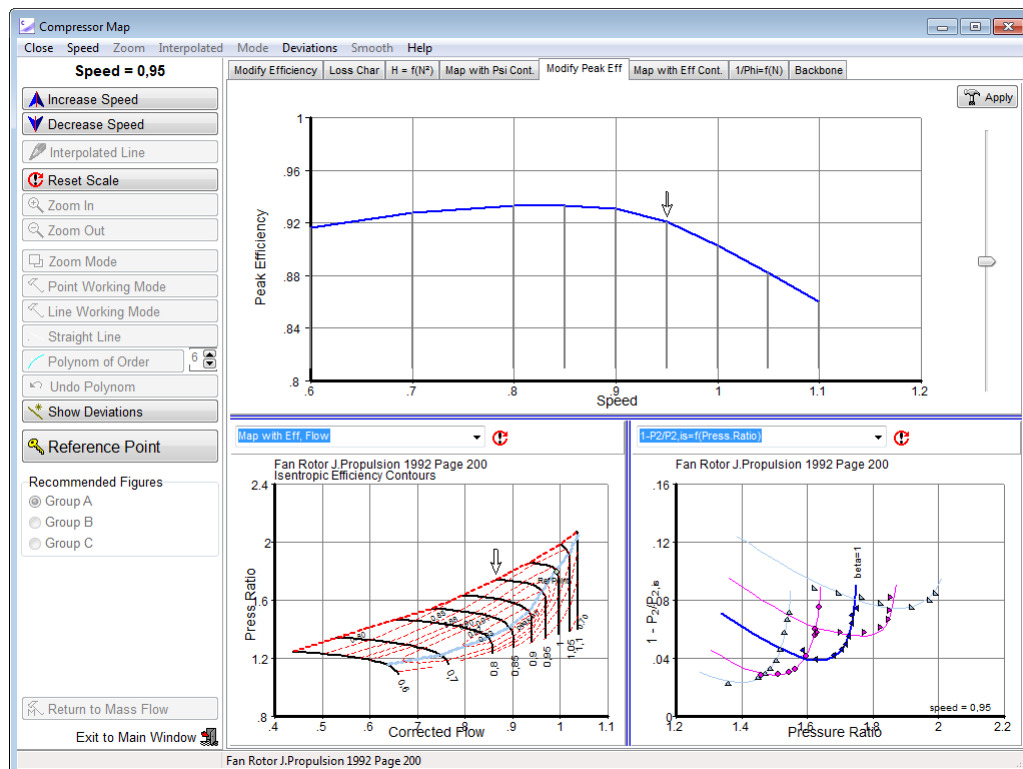 Compressor Map
Close Speed Zoom Interpolated Mode Deviations Smooth Help
Speed = 0,95
Increase Speed
Decrease Speed
Interpolated Line
Reset Scale
Zoom In
Zoom Out
Zoom Mode
Point Working Mode
Line Working Mode
Straight Line
Polynom of Order
6
Undo Polynom
Show Deviations
Reference Point
Recommended Figures
Group A
Group B
Group C
Return to Mass Flow
Exit to Main Window
Modify Efficiency Loss Char H = f(N²) Map with Psi Cont. Modify Peak Eff Map with Eff Cont. 1/Phi=f(N) Backbone
Apply
Peak Efficiency
1
.96
.92
.88
.84
.8
.6 .7 .8 .9 1 1.1 1.2
Speed
Map with Eff, Flow
Fan Rotor J.Propulsion 1992 Page 200
Isentropic Efficiency Contours
Press.Ratio
2.4
2
1.6
1.2
.8
.4 .5 .6 .7 .8 .9 1 1.1
Corrected Flow
0,6
0,7
0,8
0,85
0,9
0,95
1
1,05
1,1
1-P2/P2,is=f(Press.Ratio)
Fan Rotor J.Propulsion 1992 Page 200
1 - P2/P2,is
.16
.12
.08
.04
0
beta=1
speed = 0,95
1.2 1.4 1.6 1.8 2 2.2
Pressure Ratio
Fan Rotor J.Propulsion 1992 Page 200